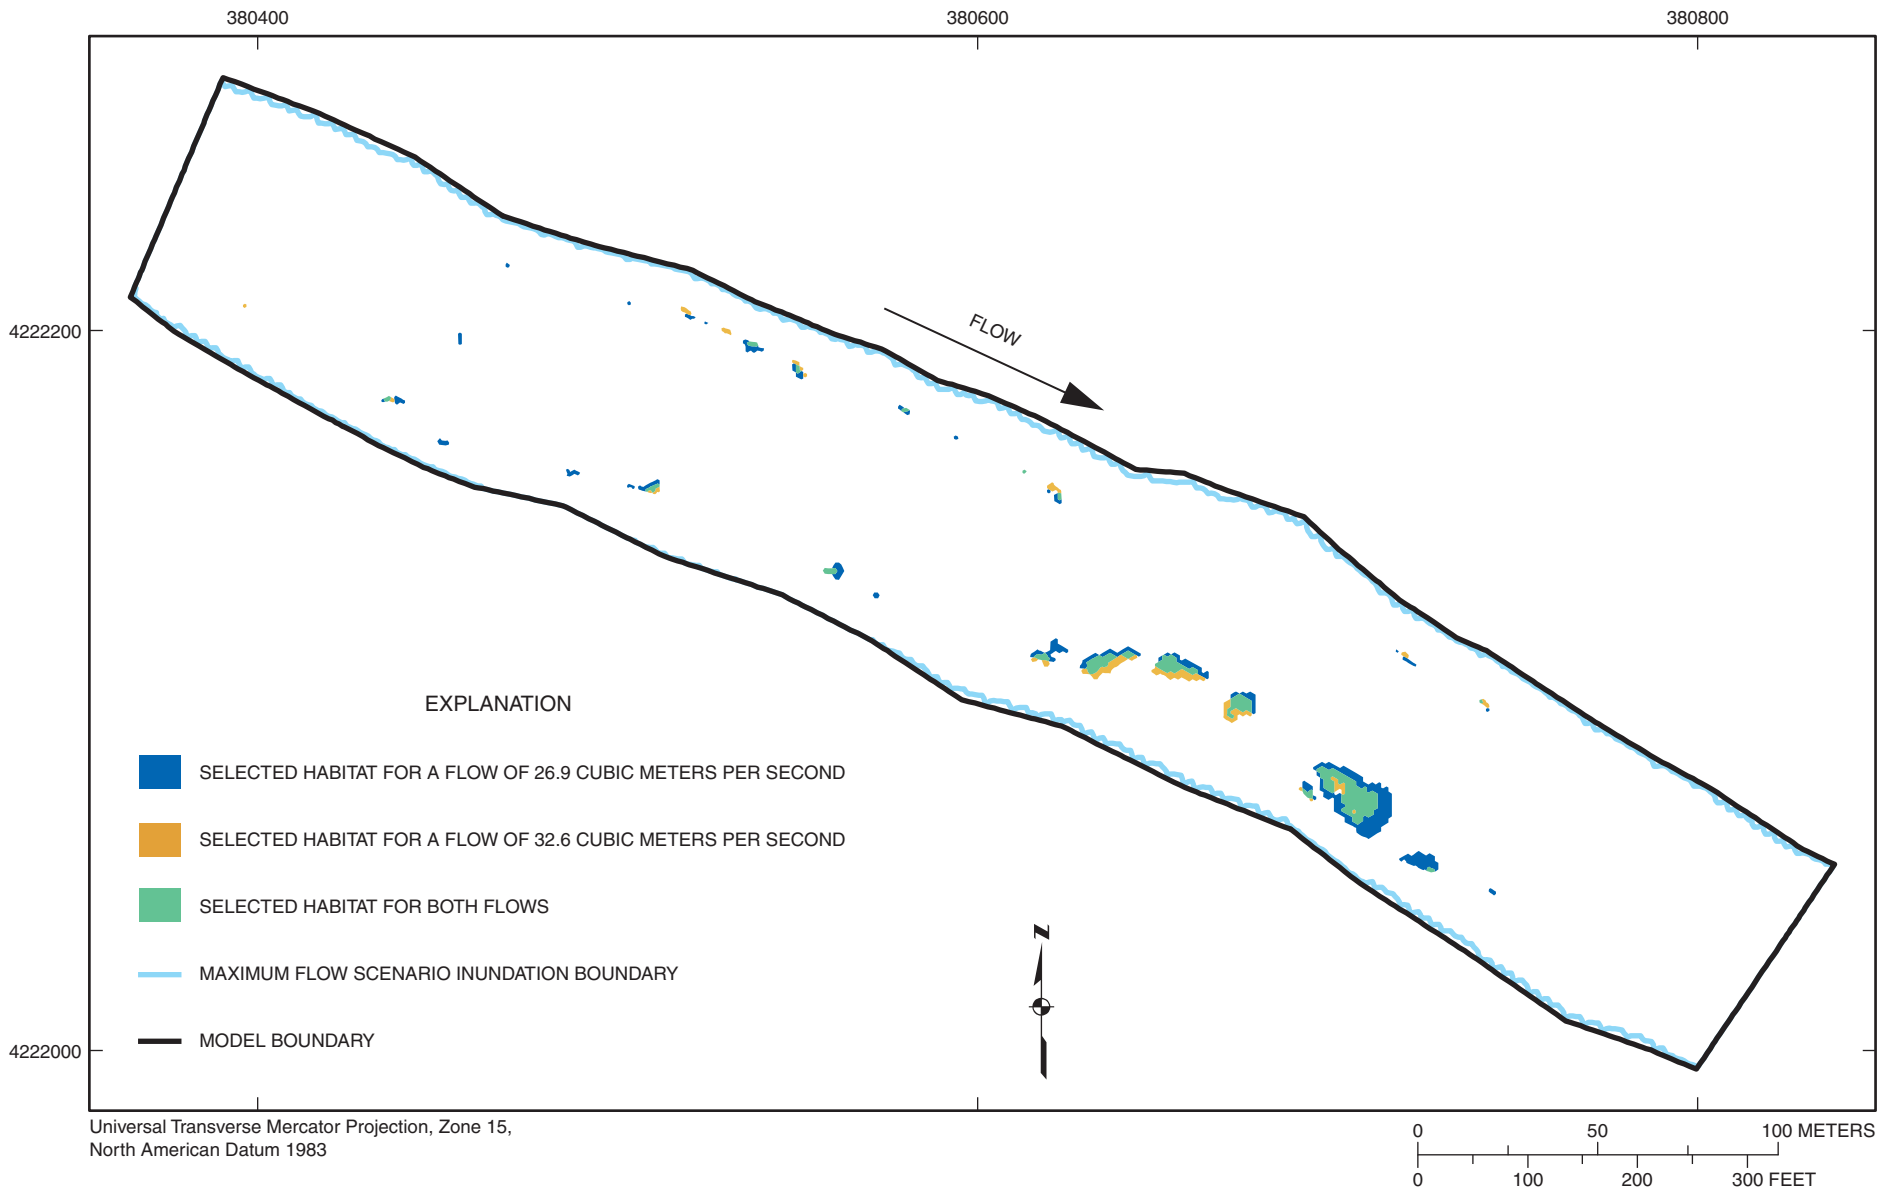 380400
380600
380800
4222200
FLOW
EXPLANATION
SELECTED HABITAT FOR A FLOW OF 26.9 CUBIC METERS PER SECOND
SELECTED HABITAT FOR A FLOW OF 32.6 CUBIC METERS PER SECOND
SELECTED HABITAT FOR BOTH FLOWS
MAXIMUM FLOW SCENARIO INUNDATION BOUNDARY
MODEL BOUNDARY
N
4222000
Universal Transverse Mercator Projection, Zone 15,
North American Datum 1983
0 50 100 METERS
0 100 200 300 FEET